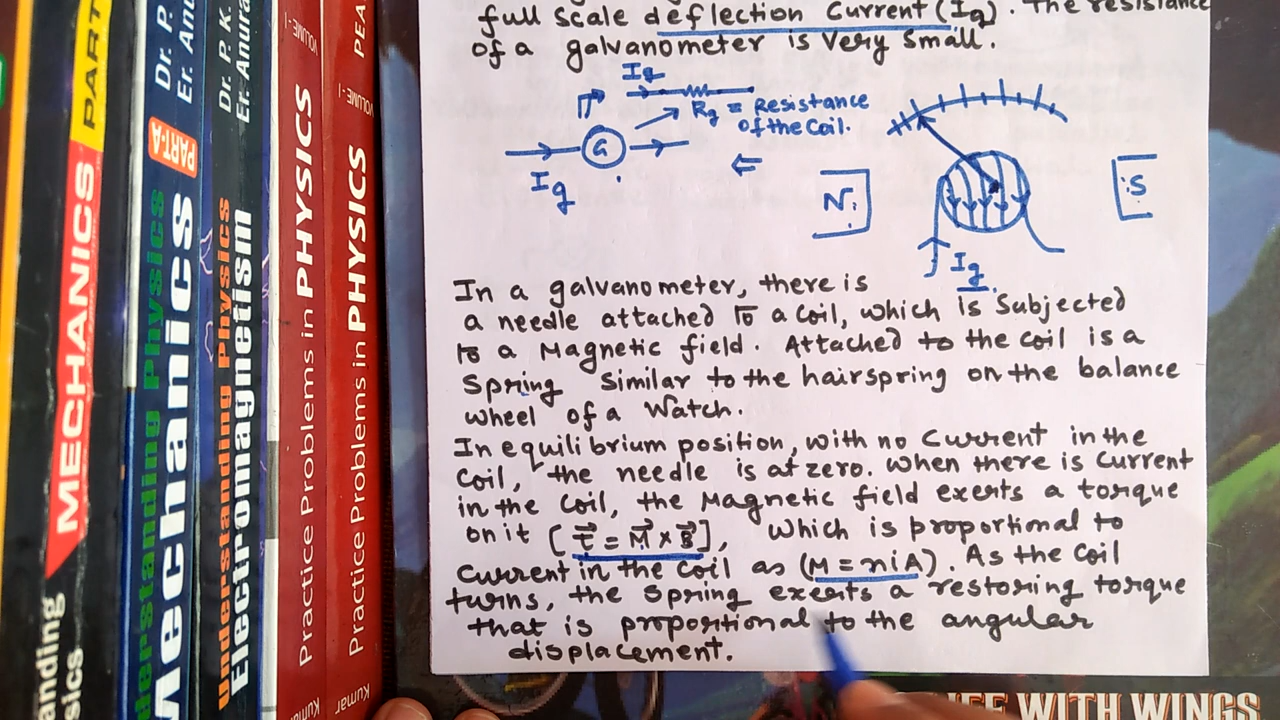 full scale deflection Current (Ig). The resistance
of a galvanometer is very small.
Ig
Rg = Resistance
of the Coil.
G
Ig
N
S
Ig
In a galvanometer, there is
a needle attached to a coil, which is subjected
to a Magnetic field. Attached to the coil is a
Spring Similar to the hairspring on the balance
wheel of a Watch.
In equilibrium position, with no Current in the
Coil, the needle is at zero. When there is Current
in the Coil, the Magnetic field exerts a torque
on it [τ⃗ = M⃗ × B⃗], Which is proportional to
Current in the Coil as (M = niA). As the Coil
turns, the Spring exerts a restoring torque
that is proportional to the angular
displacement.
MECHANICS PART
anding
sics
Dr. P.
Er. Anu
PART-A
derstanding Physics
Mechanics
Dr. P. K.
Er. Anura
Understanding Physics
Electromagnetism
VOLUME - I
Practice Problems in PHYSICS
Kumar
PEA
VOLUME - I
Practice Problems in PHYSICS
Kumar
LIFE WITH WINGS